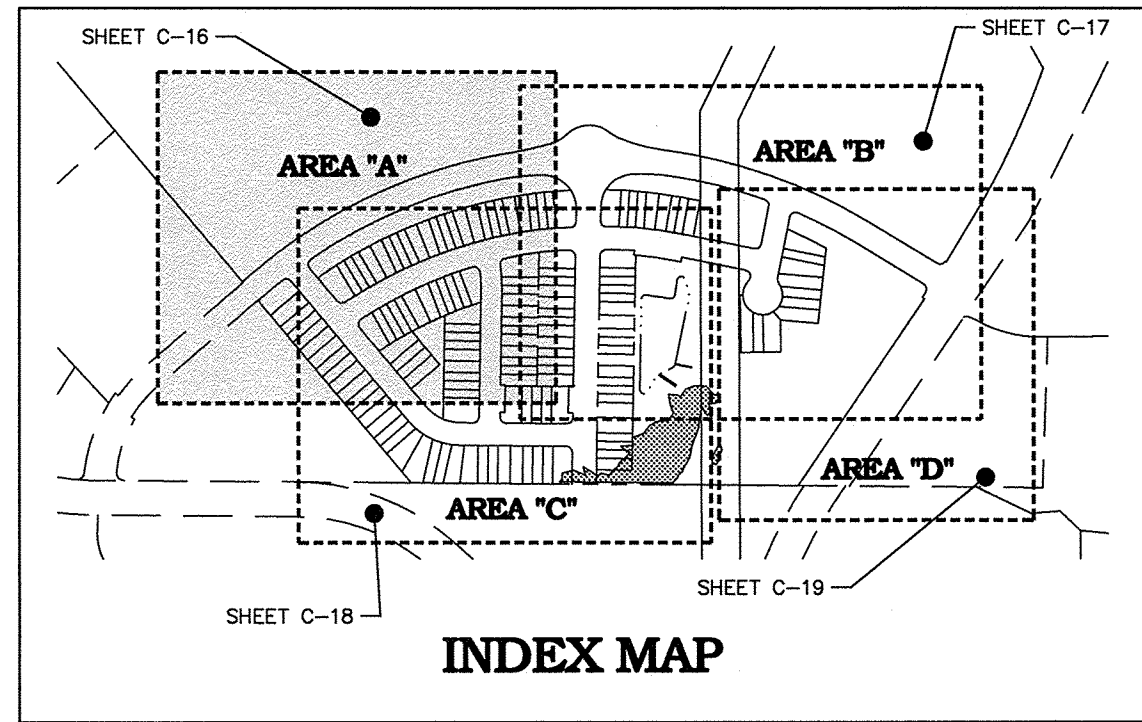 SHEET C-16
SHEET C-17
AREA "A"
AREA "B"
AREA "D"
AREA "C"
SHEET C-19
SHEET C-18
INDEX MAP